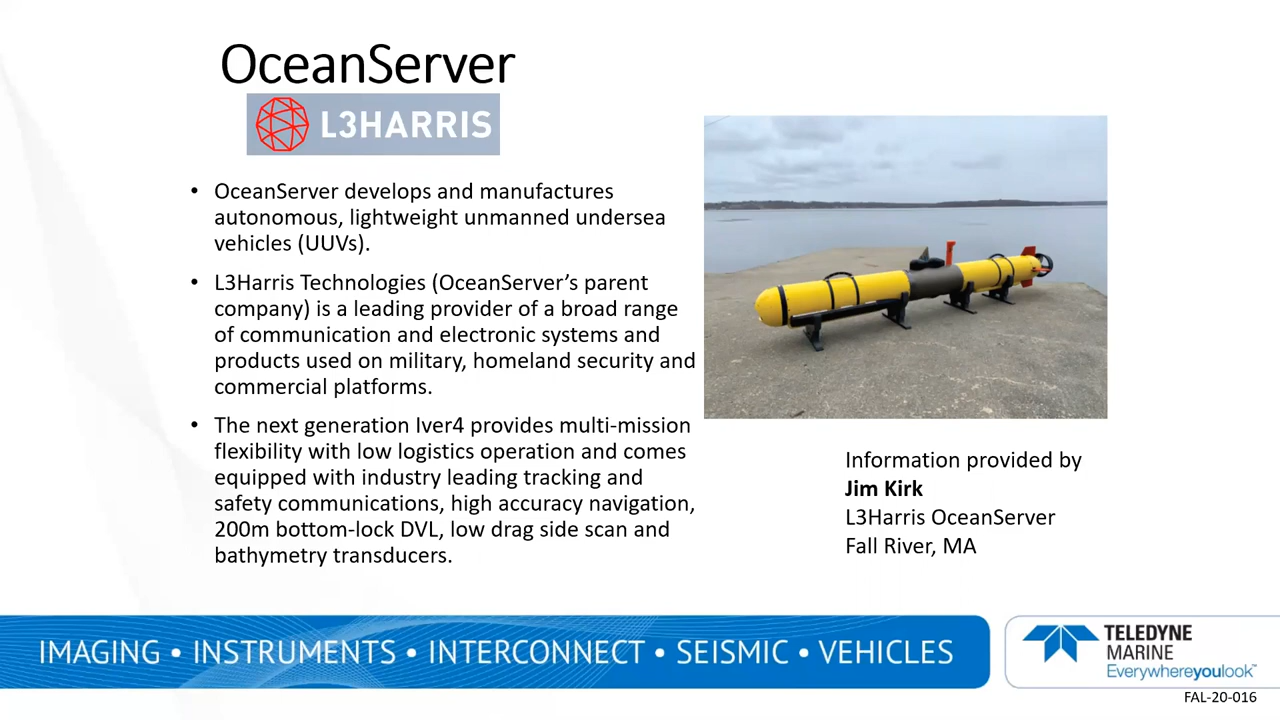 OceanServer
L3HARRIS
• OceanServer develops and manufactures
autonomous, lightweight unmanned undersea
vehicles (UUVs).
• L3Harris Technologies (OceanServer’s parent
company) is a leading provider of a broad range
of communication and electronic systems and
products used on military, homeland security and
commercial platforms.
• The next generation Iver4 provides multi-mission
flexibility with low logistics operation and comes
equipped with industry leading tracking and
safety communications, high accuracy navigation,
200m bottom-lock DVL, low drag side scan and
bathymetry transducers.
Information provided by
Jim Kirk
L3Harris OceanServer
Fall River, MA
IMAGING • INSTRUMENTS • INTERCONNECT • SEISMIC • VEHICLES
TELEDYNE
MARINE
Everywhereyoulook™
FAL-20-016